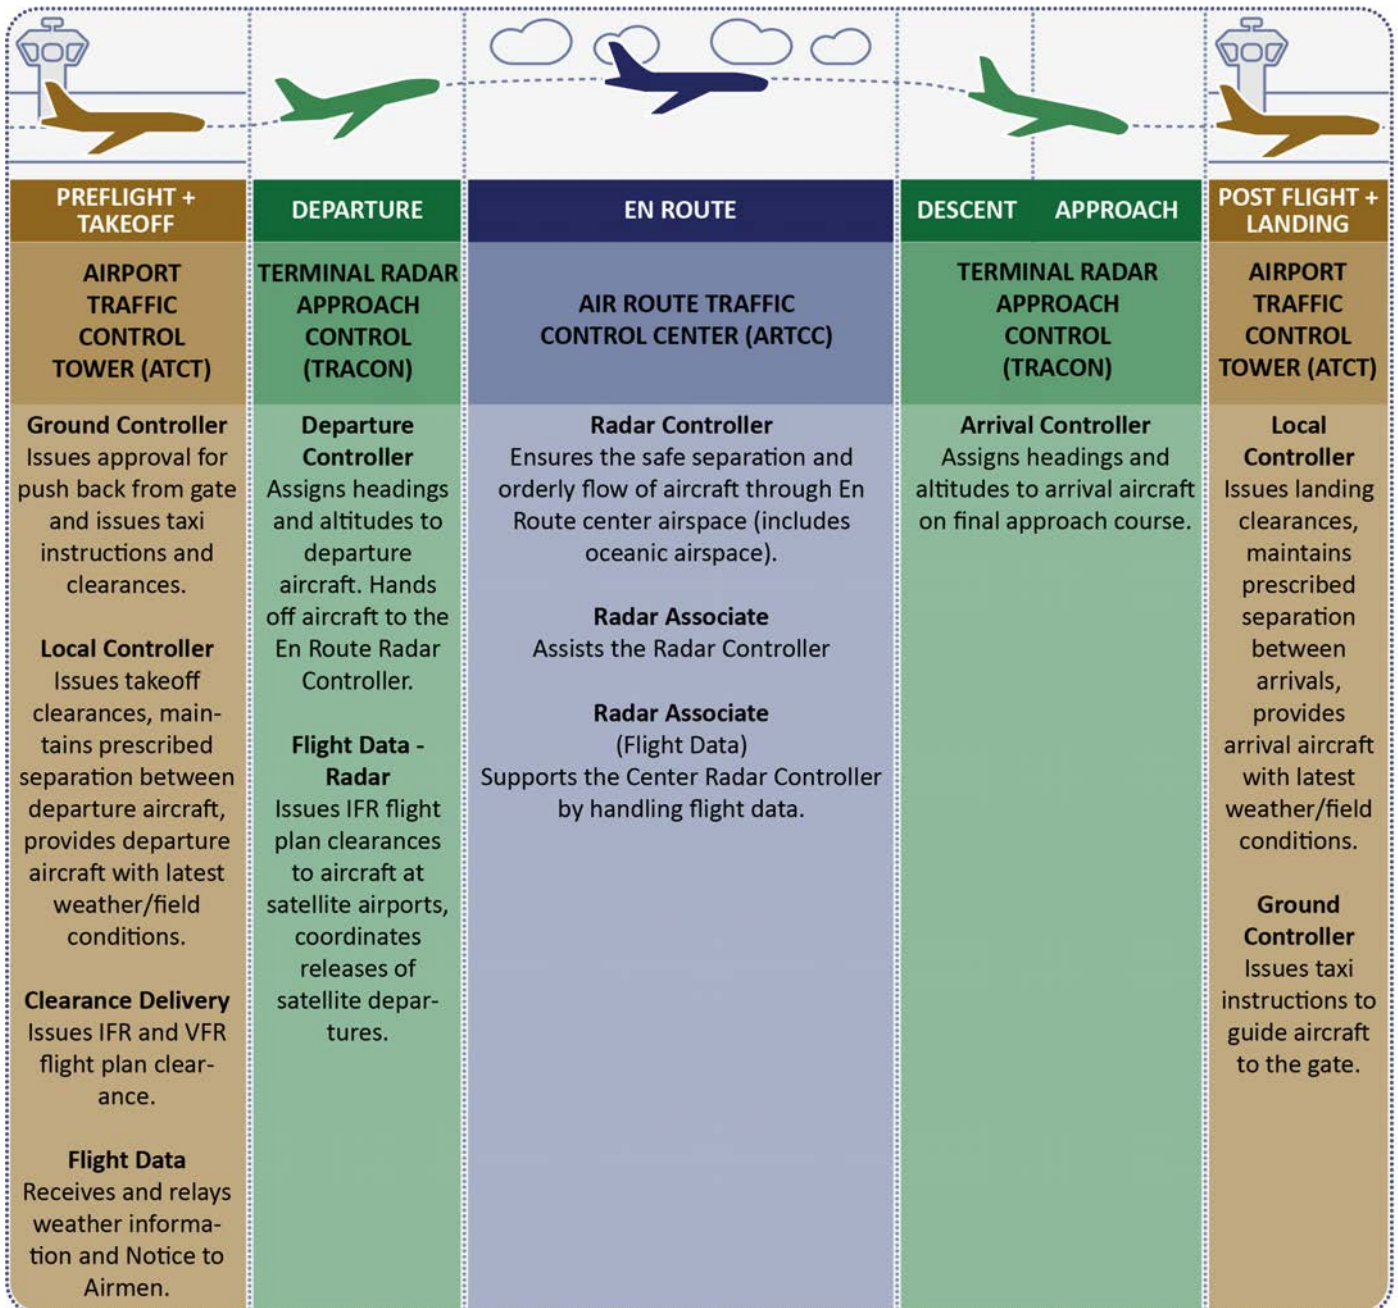 PREFLIGHT +
TAKEOFF
AIRPORT
TRAFFIC
CONTROL
TOWER (ATCT)
Ground Controller
Issues approval for
push back from gate
and issues taxi
instructions and
clearances.
Local Controller
Issues takeoff
clearances, main-
tains prescribed
separation between
departure aircraft,
provides departure
aircraft with latest
weather/field
conditions.
Clearance Delivery
Issues IFR and VFR
flight plan clear-
ance.
Flight Data
Receives and relays
weather informa-
tion and Notice to
Airmen.
DEPARTURE
TERMINAL RADAR
APPROACH
CONTROL
(TRACON)
Departure
Controller
Assigns headings
and altitudes to
departure
aircraft. Hands
off aircraft to the
En Route Radar
Controller.
Flight Data -
Radar
Issues IFR flight
plan clearances
to aircraft at
satellite airports,
coordinates
releases of
satellite depar-
tures.
EN ROUTE
AIR ROUTE TRAFFIC
CONTROL CENTER (ARTCC)
Radar Controller
Ensures the safe separation and
orderly flow of aircraft through En
Route center airspace (includes
oceanic airspace).
Radar Associate
Assists the Radar Controller
Radar Associate
(Flight Data)
Supports the Center Radar Controller
by handling flight data.
DESCENT APPROACH
TERMINAL RADAR
APPROACH
CONTROL
(TRACON)
Arrival Controller
Assigns headings and
altitudes to arrival aircraft
on final approach course.
POST FLIGHT +
LANDING
AIRPORT
TRAFFIC
CONTROL
TOWER (ATCT)
Local
Controller
Issues landing
clearances,
maintains
prescribed
separation
between
arrivals,
provides
arrival aircraft
with latest
weather/field
conditions.
Ground
Controller
Issues taxi
instructions to
guide aircraft
to the gate.